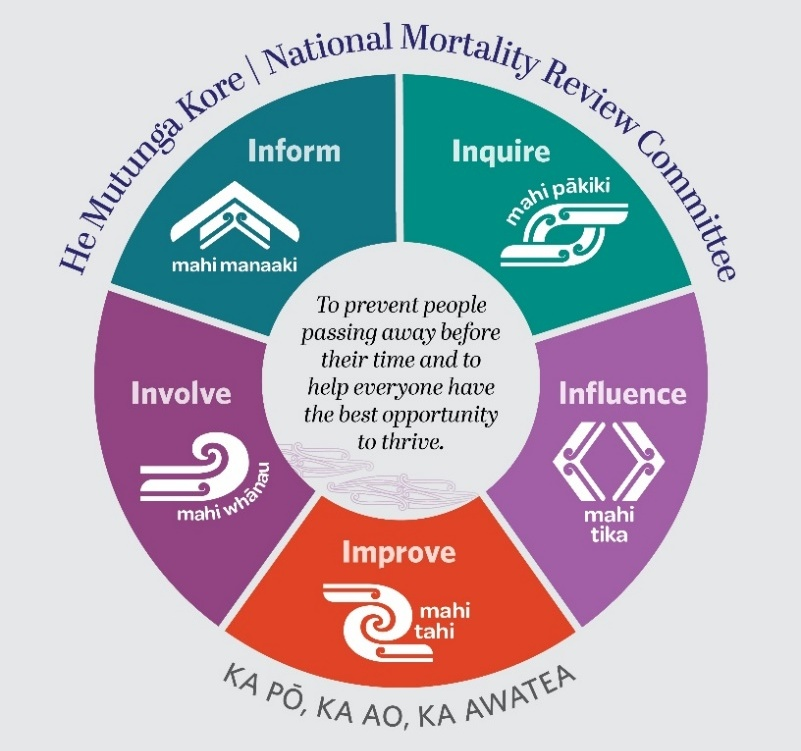 He Mutunga Kore | National Mortality Review Committee
Inform
mahi manaaki
Inquire
mahi pākiki
Involve
mahi whānau
To prevent people
passing away before
their time and to
help everyone have
the best opportunity
to thrive.
Influence
mahi
tika
Improve
mahi
tahi
KA PŌ, KA AO, KA AWATEA